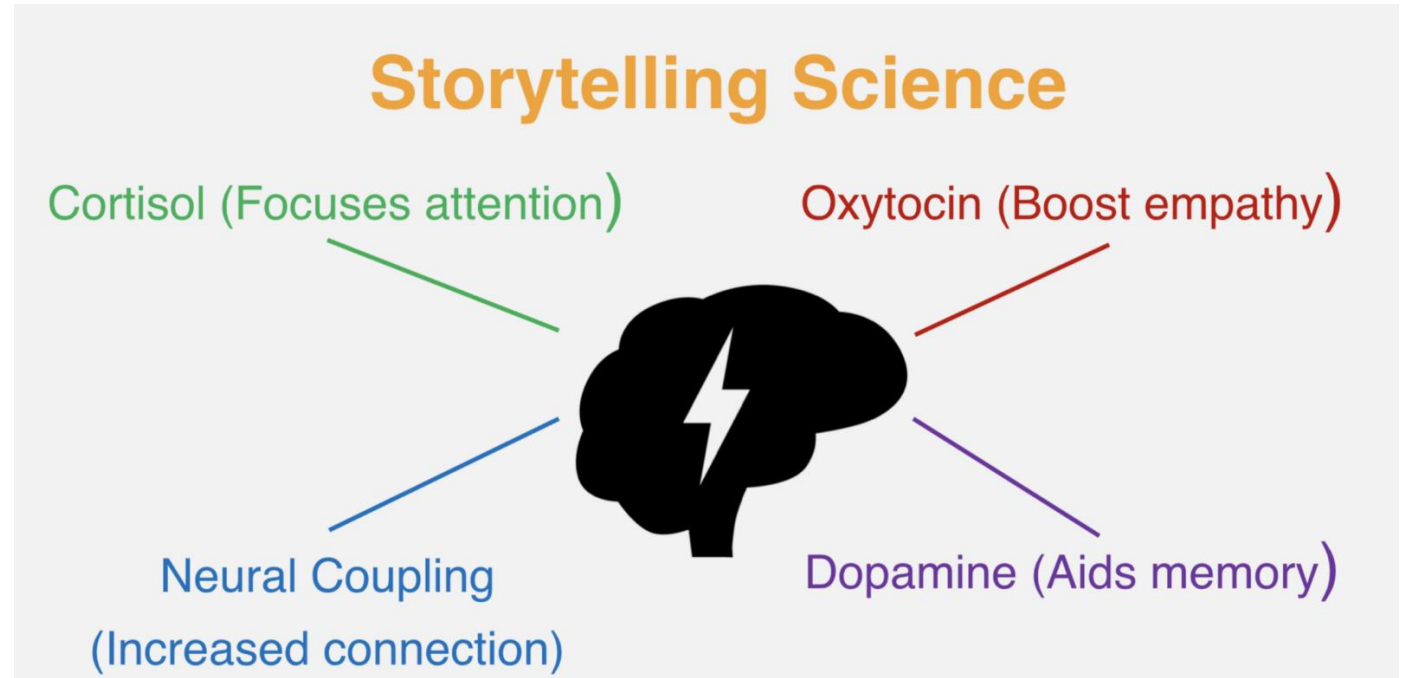 Storytelling Science
Cortisol (Focuses attention)
Oxytocin (Boost empathy)
Neural Coupling
(Increased connection)
Dopamine (Aids memory)